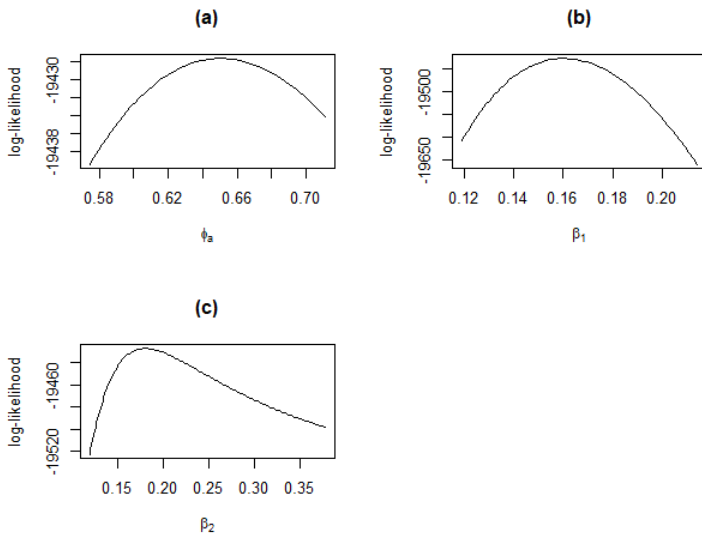 (a)
log-likelihood
-19430
-19438
0.58 0.62 0.66 0.70
ϕa
(b)
log-likelihood
-19500
-19650
0.12 0.14 0.16 0.18 0.20
β1
(c)
log-likelihood
-19460
-19520
0.15 0.20 0.25 0.30 0.35
β2